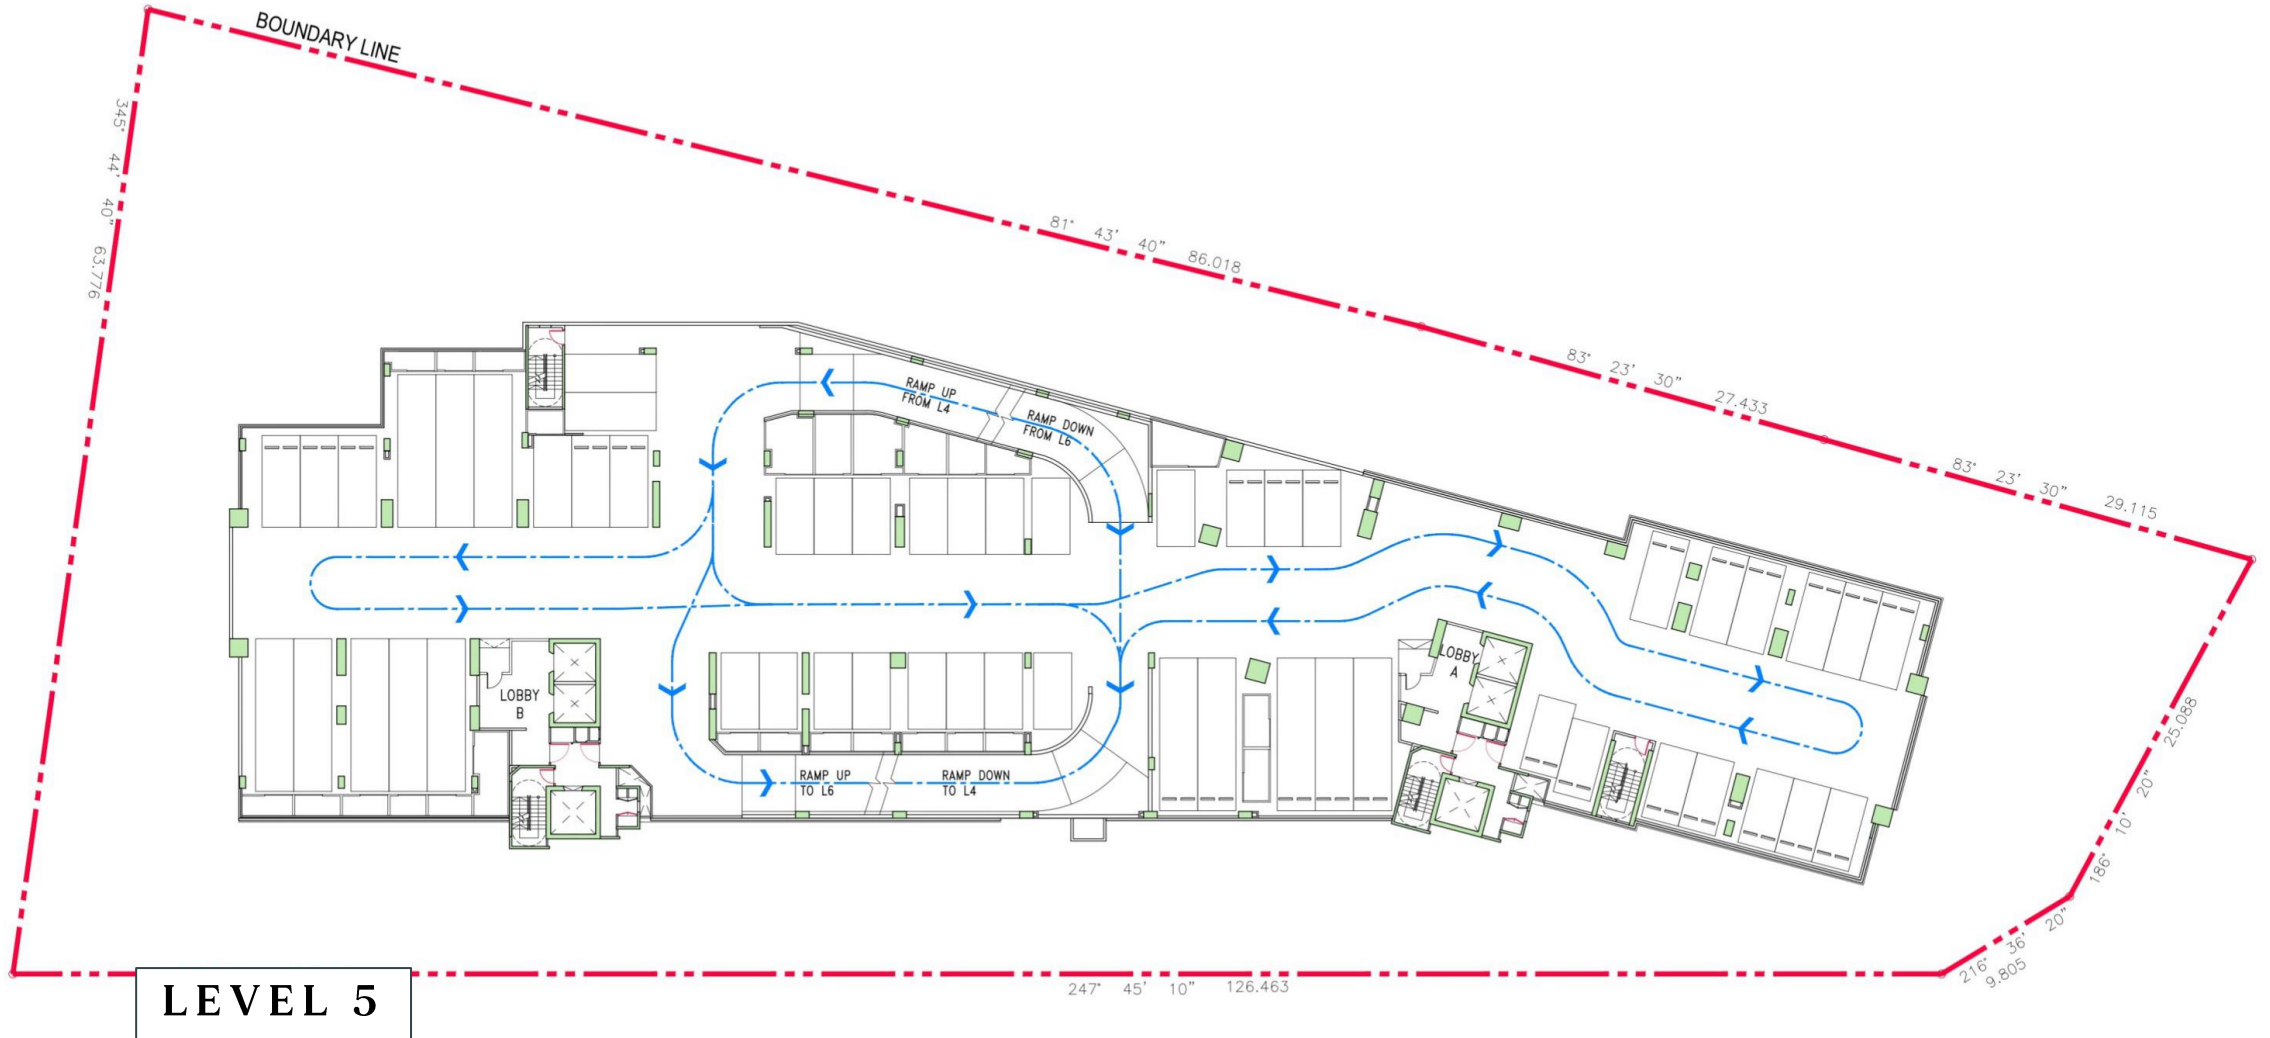 BOUNDARY LINE
345° 44' 40" 63.776
81° 43' 40" 86.018
83° 23' 30" 27.433
83° 23' 30" 29.115
RAMP UP
FROM L4
RAMP DOWN
FROM L6
LOBBY
B
LOBBY
A
RAMP UP
TO L6
RAMP DOWN
TO L4
186° 10' 20" 25.088
216° 36' 20"
9.805
247° 45' 10" 126.463
LEVEL 5